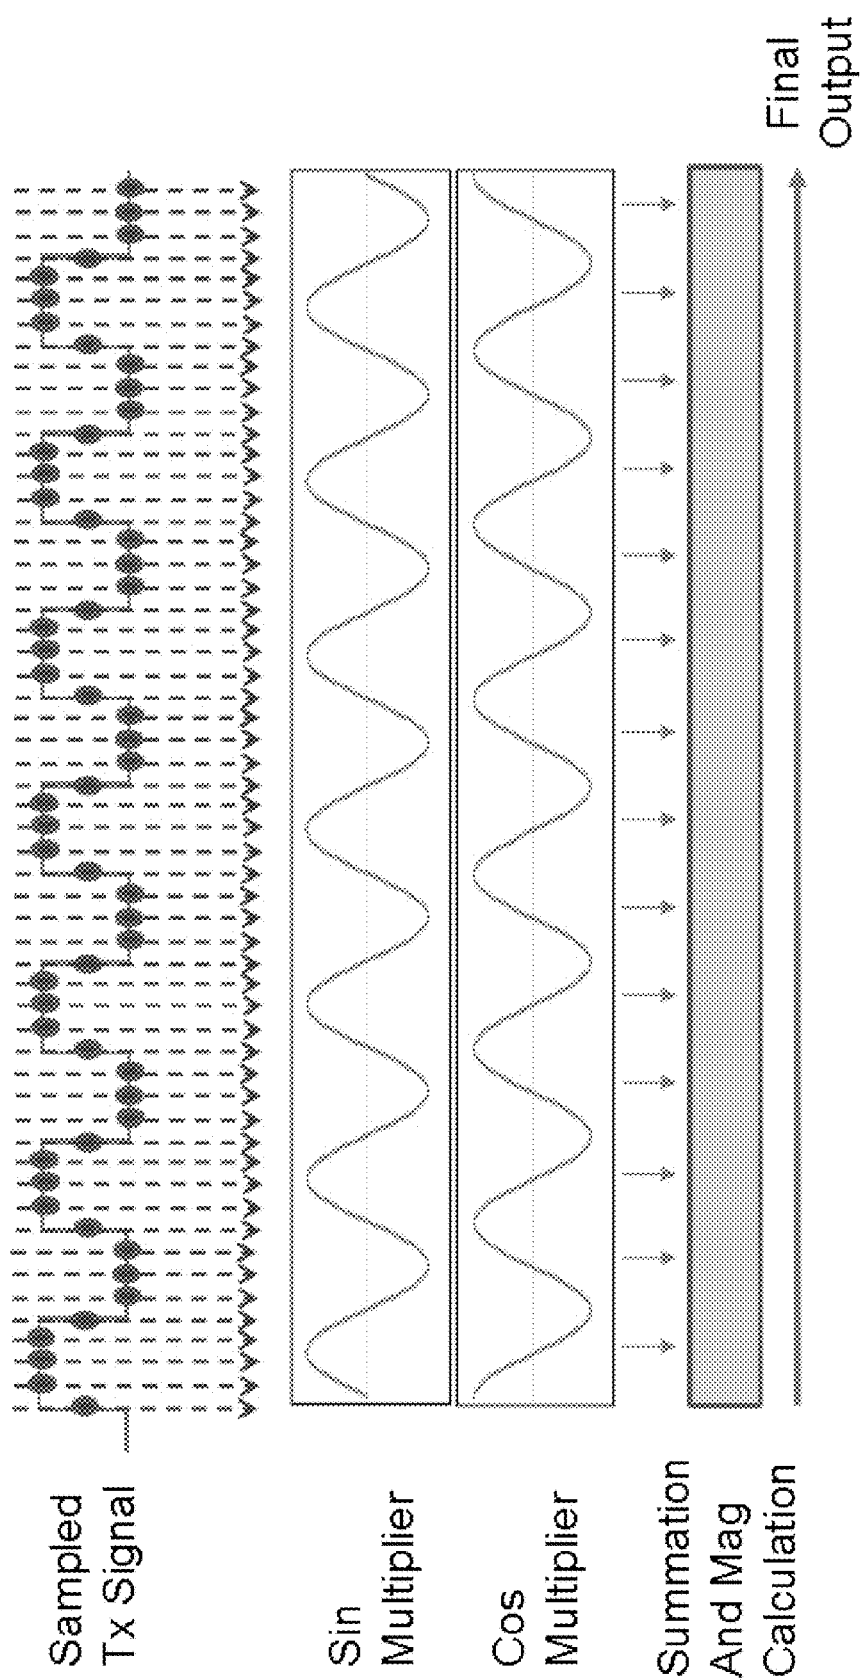 Sampled
Tx Signal
Sin
Multiplier
Cos
Multiplier
Summation
And Mag
Calculation
Final
Output